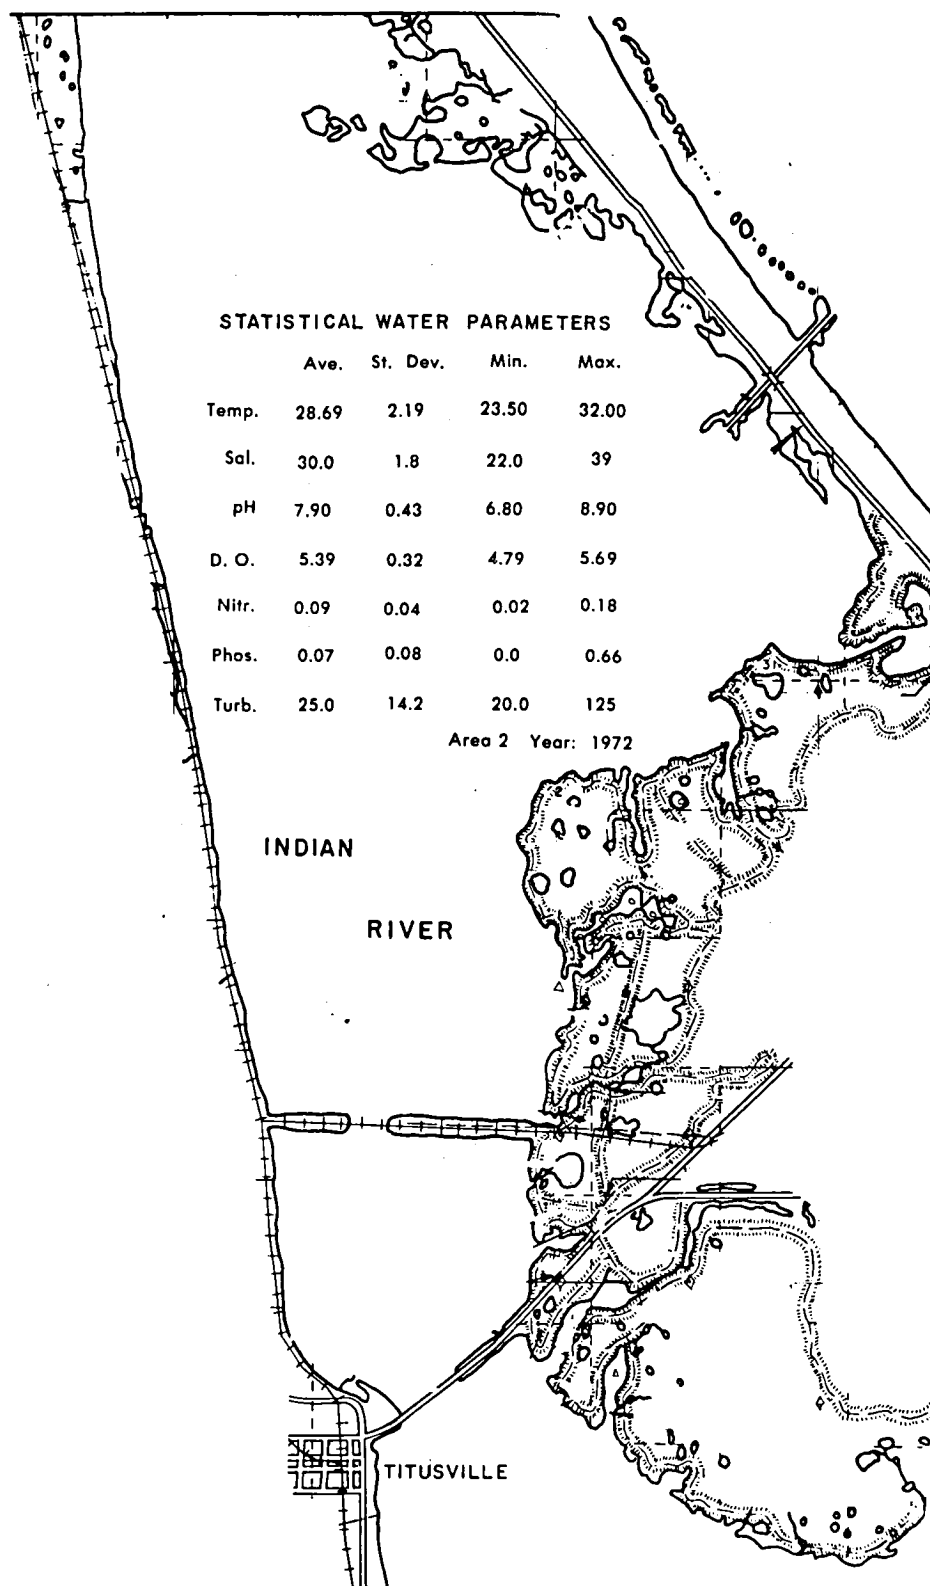 STATISTICAL WATER PARAMETERS
Ave. St. Dev. Min. Max.
Temp. 28.69 2.19 23.50 32.00
Sal. 30.0 1.8 22.0 39
pH 7.90 0.43 6.80 8.90
D. O. 5.39 0.32 4.79 5.69
Nitr. 0.09 0.04 0.02 0.18
Phos. 0.07 0.08 0.0 0.66
Turb. 25.0 14.2 20.0 125
Area 2 Year: 1972
INDIAN
RIVER
TITUSVILLE